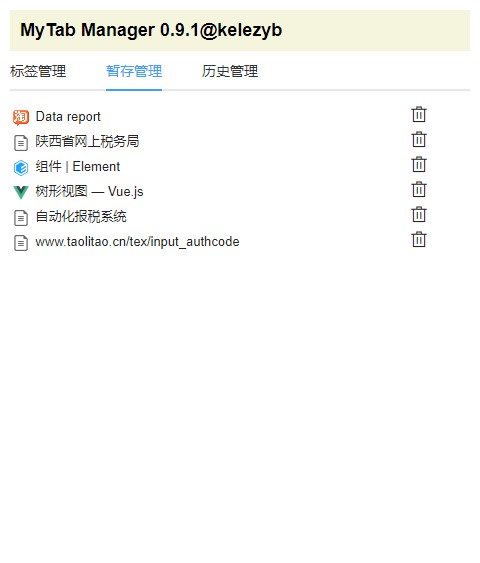 MyTab Manager 0.9.1@kelezyb
标签管理 暂存管理 历史管理
淘 Data report
陕西省网上税务局
组件 | Element
树形视图 — Vue.js
自动化报税系统
www.taolitao.cn/tex/input_authcode